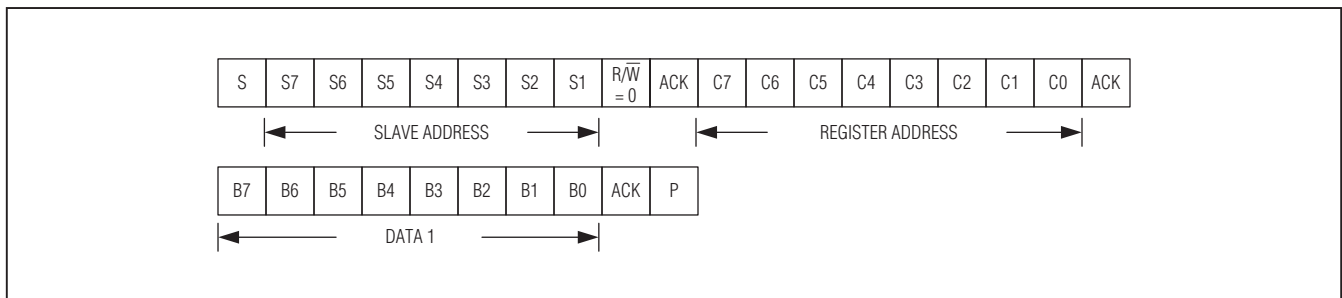 S S7 S6 S5 S4 S3 S2 S1 R/W̅ = 0 ACK C7 C6 C5 C4 C3 C2 C1 C0 ACK
SLAVE ADDRESS REGISTER ADDRESS
B7 B6 B5 B4 B3 B2 B1 B0 ACK P
DATA 1